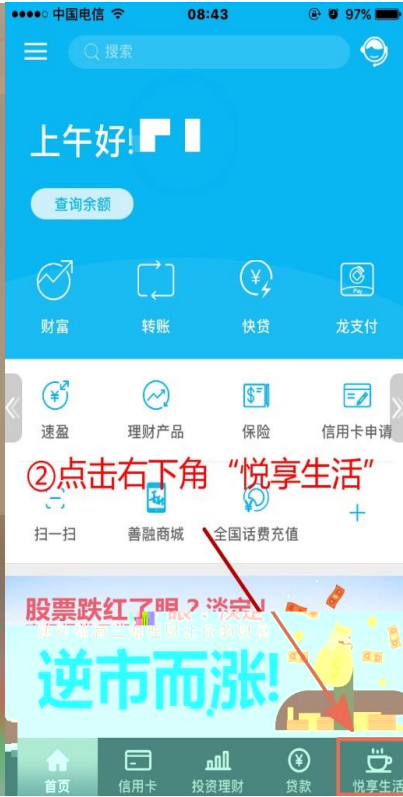 中国电信 08:43 97%
搜索
上午好!
查询余额
财富 转账 快贷 龙支付
速盈 理财产品 保险 信用卡申请
②点击右下角“悦享生活”
扫一扫 善融商城 全国话费充值
股票跌红了眼？淡定！
逆市而涨!
首页 信用卡 投资理财 贷款 悦享生活